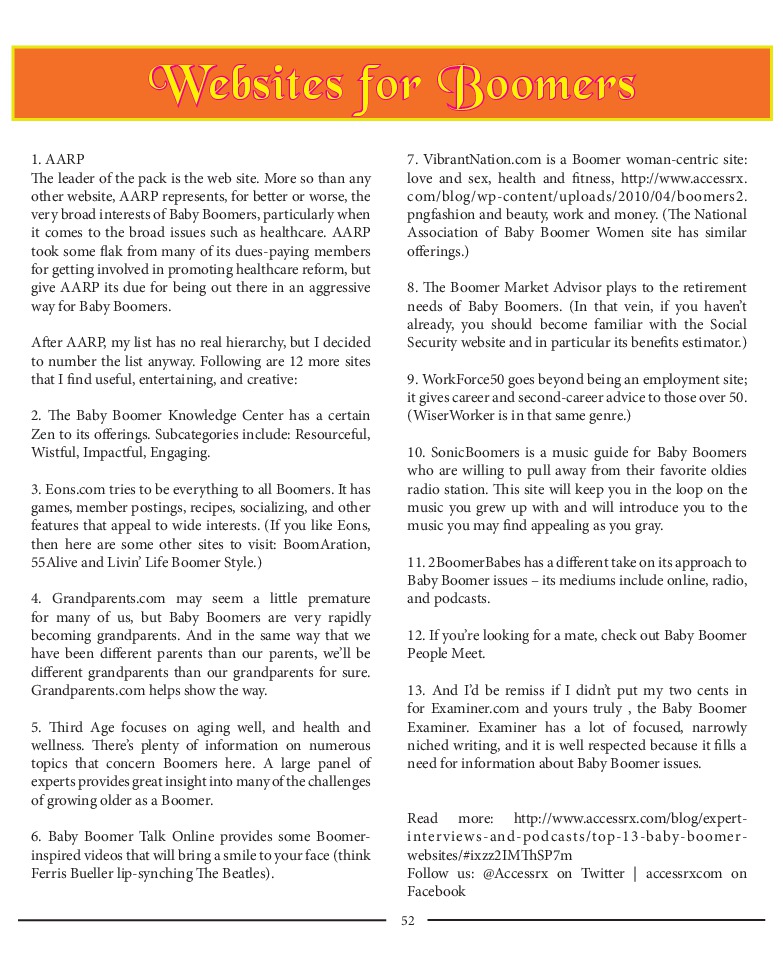 Websites for Boomers
1. AARP
The leader of the pack is the web site. More so than any
other website, AARP represents, for better or worse, the
very broad interests of Baby Boomers, particularly when
it comes to the broad issues such as healthcare. AARP
took some flak from many of its dues-paying members
for getting involved in promoting healthcare reform, but
give AARP its due for being out there in an aggressive
way for Baby Boomers.
After AARP, my list has no real hierarchy, but I decided
to number the list anyway. Following are 12 more sites
that I find useful, entertaining, and creative:
2. The Baby Boomer Knowledge Center has a certain
Zen to its offerings. Subcategories include: Resourceful,
Wistful, Impactful, Engaging.
3. Eons.com tries to be everything to all Boomers. It has
games, member postings, recipes, socializing, and other
features that appeal to wide interests. (If you like Eons,
then here are some other sites to visit: BoomAration,
55Alive and Livin' Life Boomer Style.)
4. Grandparents.com may seem a little premature
for many of us, but Baby Boomers are very rapidly
becoming grandparents. And in the same way that we
have been different parents than our parents, we'll be
different grandparents than our grandparents for sure.
Grandparents.com helps show the way.
5. Third Age focuses on aging well, and health and
wellness. There's plenty of information on numerous
topics that concern Boomers here. A large panel of
experts provides great insight into many of the challenges
of growing older as a Boomer.
6. Baby Boomer Talk Online provides some Boomer-
inspired videos that will bring a smile to your face (think
Ferris Bueller lip-synching The Beatles).
7. VibrantNation.com is a Boomer woman-centric site:
love and sex, health and fitness, http://www.accessrx.
com/blog/wp-content/uploads/2010/04/boomers2.
pngfashion and beauty, work and money. (The National
Association of Baby Boomer Women site has similar
offerings.)
8. The Boomer Market Advisor plays to the retirement
needs of Baby Boomers. (In that vein, if you haven't
already, you should become familiar with the Social
Security website and in particular its benefits estimator.)
9. WorkForce50 goes beyond being an employment site;
it gives career and second-career advice to those over 50.
(WiserWorker is in that same genre.)
10. SonicBoomers is a music guide for Baby Boomers
who are willing to pull away from their favorite oldies
radio station. This site will keep you in the loop on the
music you grew up with and will introduce you to the
music you may find appealing as you gray.
11. 2BoomerBabes has a different take on its approach to
Baby Boomer issues – its mediums include online, radio,
and podcasts.
12. If you're looking for a mate, check out Baby Boomer
People Meet.
13. And I'd be remiss if I didn't put my two cents in
for Examiner.com and yours truly , the Baby Boomer
Examiner. Examiner has a lot of focused, narrowly
niched writing, and it is well respected because it fills a
need for information about Baby Boomer issues.
Read more: http://www.accessrx.com/blog/expert-
interviews-and-podcasts/top-13-baby-boomer-
websites/#ixzz2IMThSP7m
Follow us: @Accessrx on Twitter | accessrxcom on
Facebook
52